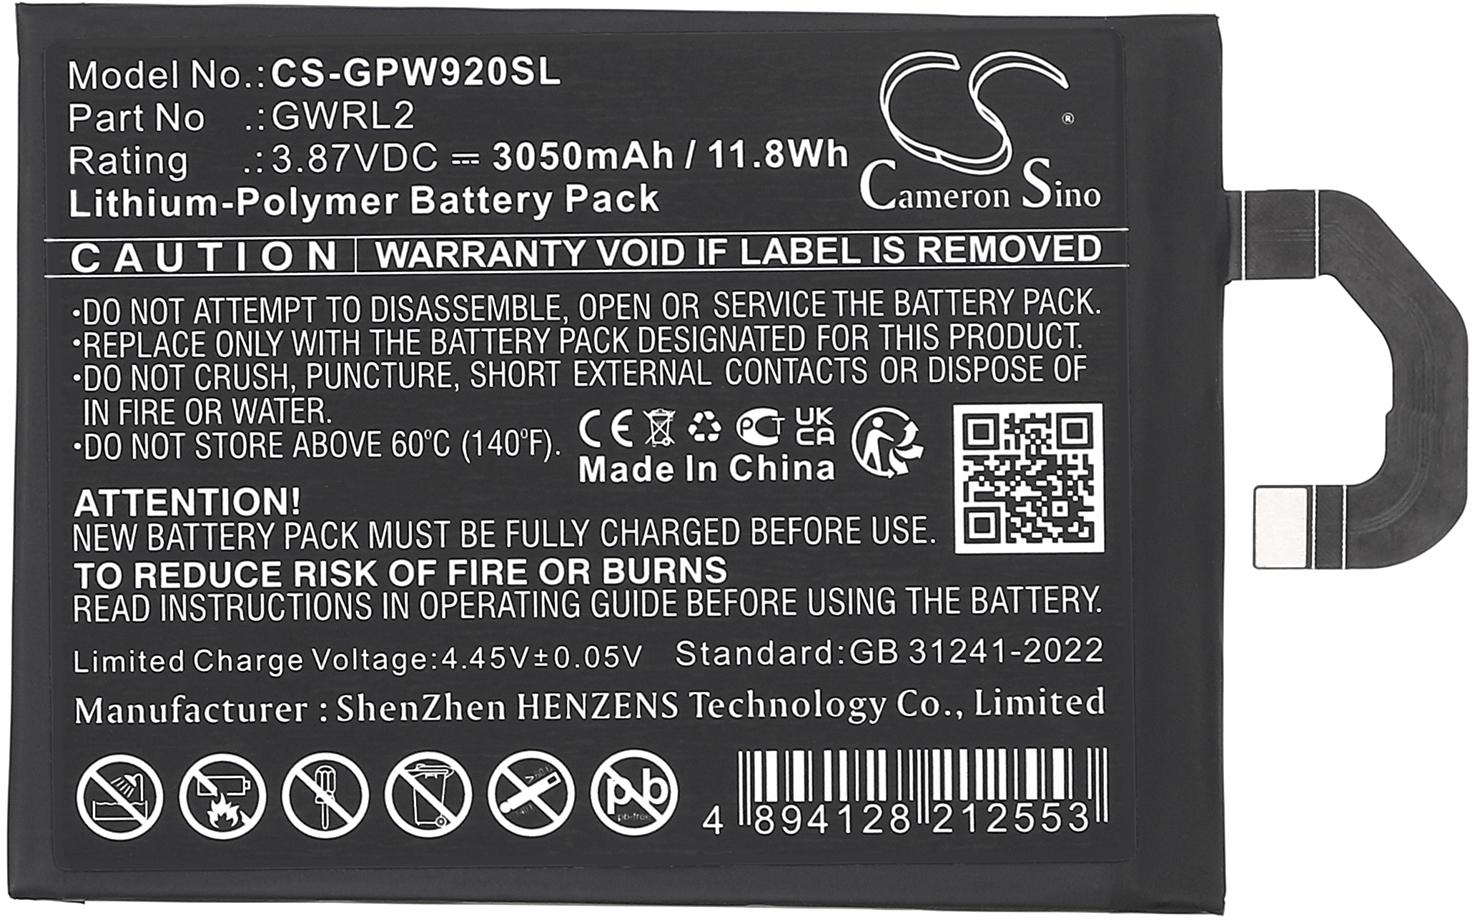 Model No.: CS-GPW920SL
Part No .: GWRL2
Rating .: 3.87VDC ⎓ 3050mAh / 11.8Wh
Lithium-Polymer Battery Pack
CS ®
Cameron Sino
CAUTION | WARRANTY VOID IF LABEL IS REMOVED
•DO NOT ATTEMPT TO DISASSEMBLE, OPEN OR SERVICE THE BATTERY PACK.
•REPLACE ONLY WITH THE BATTERY PACK DESIGNATED FOR THIS PRODUCT.
•DO NOT CRUSH, PUNCTURE, SHORT EXTERNAL CONTACTS OR DISPOSE OF
IN FIRE OR WATER.
•DO NOT STORE ABOVE 60°C (140°F).
CE PCT UK
CA
Made In China
ATTENTION!
NEW BATTERY PACK MUST BE FULLY CHARGED BEFORE USE.
TO REDUCE RISK OF FIRE OR BURNS
READ INSTRUCTIONS IN OPERATING GUIDE BEFORE USING THE BATTERY.
Limited Charge Voltage:4.45V±0.05V Standard:GB 31241-2022
Manufacturer : ShenZhen HENZENS Technology Co., Limited
pb
pb-free
4 894128 212553